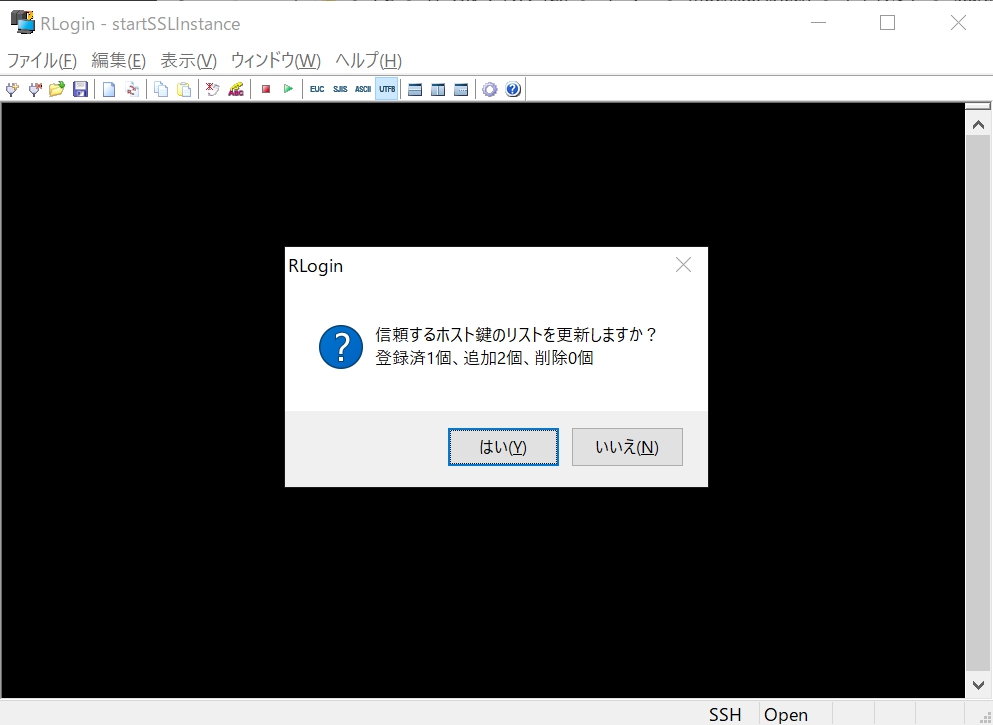 RLogin - startSSLInstance
ファイル(F) 編集(E) 表示(V) ウィンドウ(W) ヘルプ(H)
ABC EUC SJIS ASCII UTF8
RLogin
信頼するホスト鍵のリストを更新しますか？
登録済1個、追加2個、削除0個
はい(Y) いいえ(N)
SSH Open